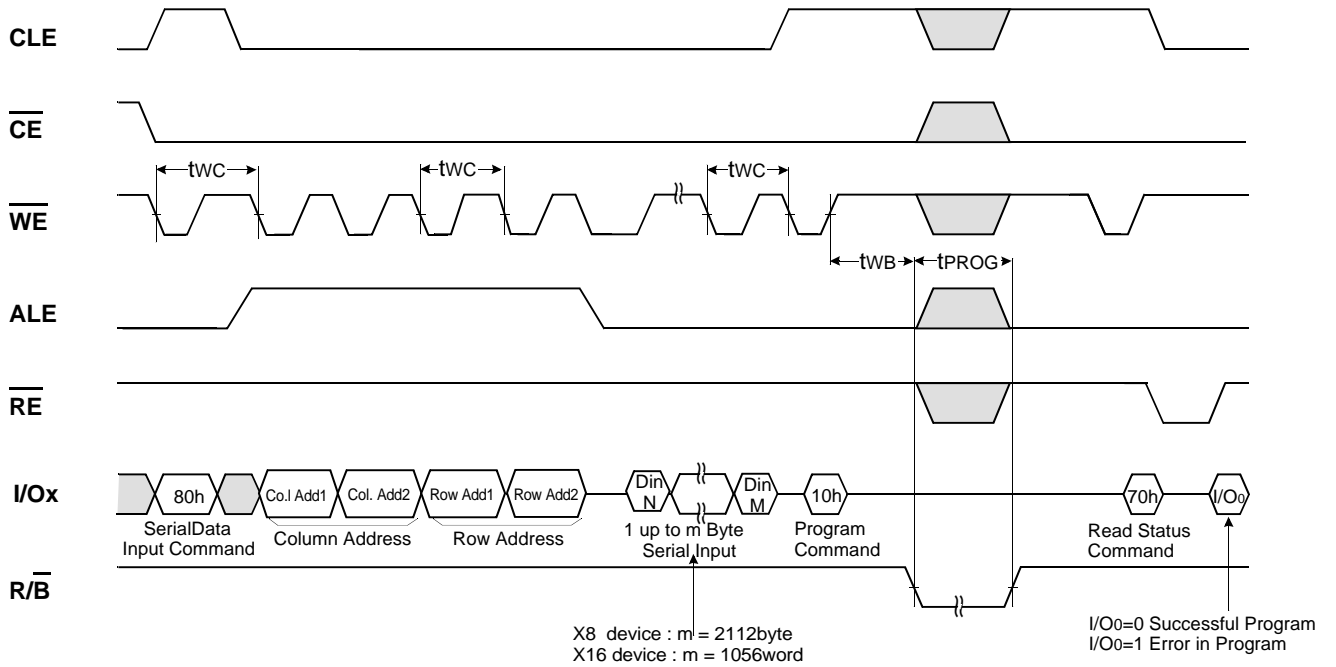 CLE
CE
tWC tWC tWC
WE
tWB tPROG
ALE
RE
I/Ox 80h Co.l Add1 Col. Add2 Row Add1 Row Add2 Din N Din M 10h 70h I/O0
SerialData Input Command
Column Address
Row Address
1 up to m Byte Serial Input
Program Command
Read Status Command
R/B
X8 device : m = 2112byte
X16 device : m = 1056word
I/O0=0 Successful Program
I/O0=1 Error in Program